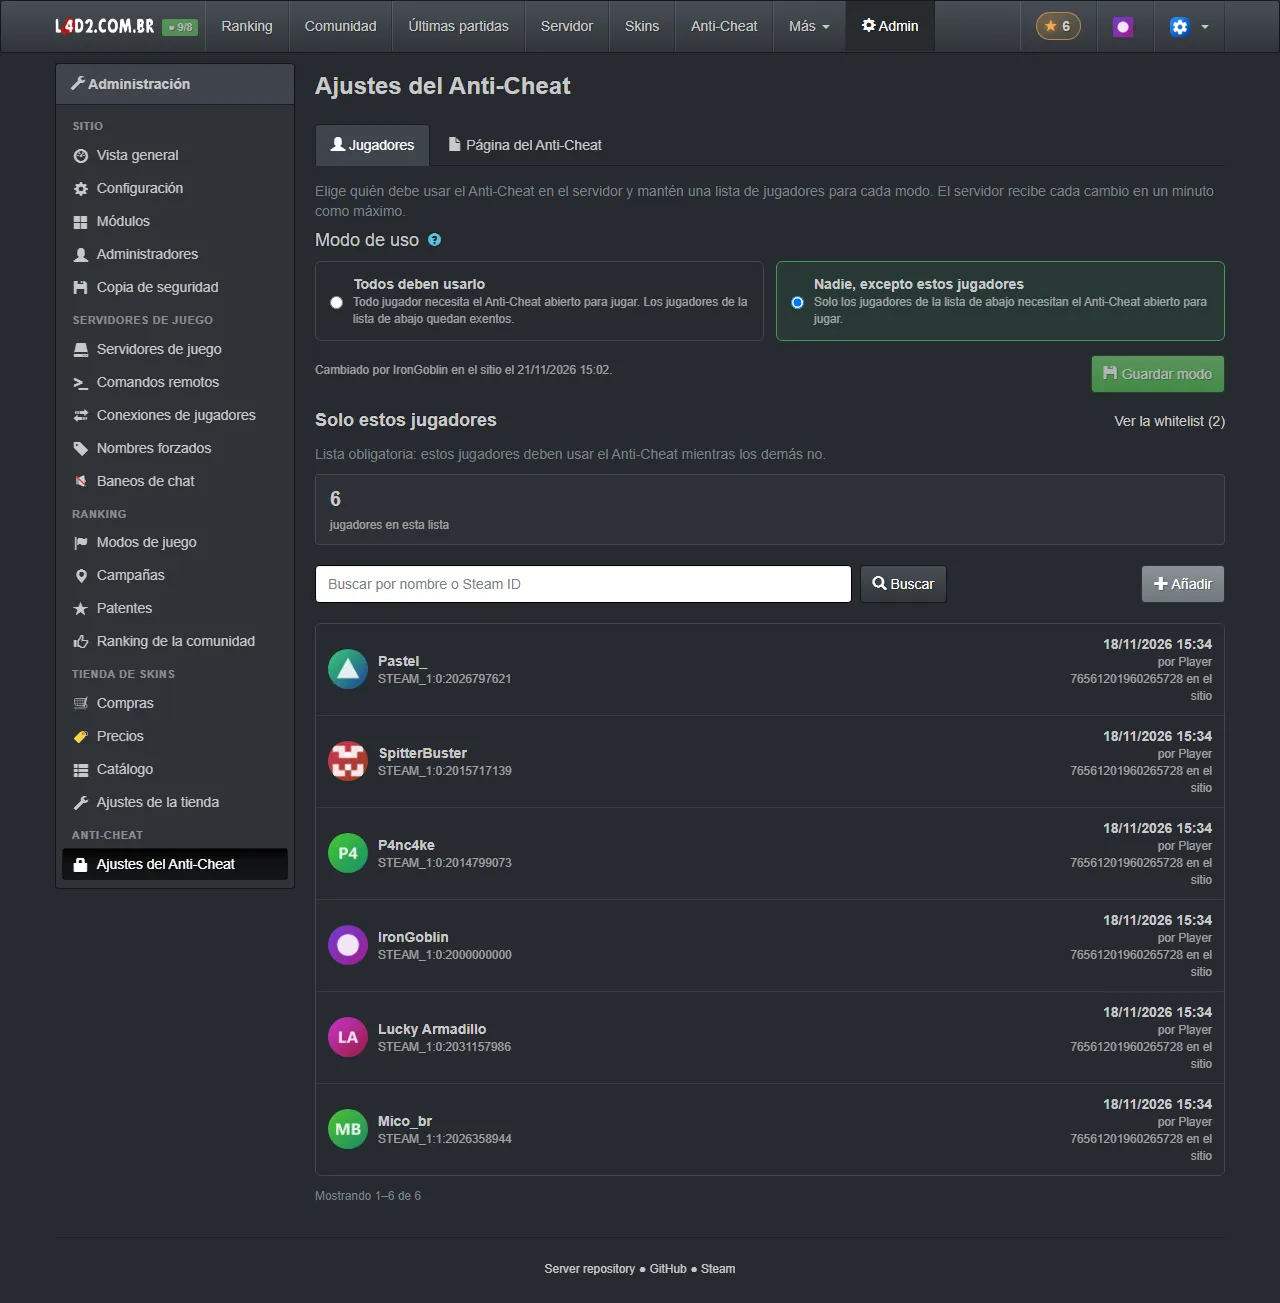 L4D2.COM.BR
9/8
Ranking
Comunidad
Últimas partidas
Servidor
Skins
Anti-Cheat
Más
Admin
6
Administración
SITIO
Vista general
Configuración
Módulos
Administradores
Copia de seguridad
SERVIDORES DE JUEGO
Servidores de juego
Comandos remotos
Conexiones de jugadores
Nombres forzados
Baneos de chat
RANKING
Modos de juego
Campañas
Patentes
Ranking de la comunidad
TIENDA DE SKINS
Compras
Precios
Catálogo
Ajustes de la tienda
ANTI-CHEAT
Ajustes del Anti-Cheat
Ajustes del Anti-Cheat
Jugadores
Página del Anti-Cheat
Elige quién debe usar el Anti-Cheat en el servidor y mantén una lista de jugadores para cada modo. El servidor recibe cada cambio en un minuto
como máximo.
Modo de uso ?
Todos deben usarlo
Todo jugador necesita el Anti-Cheat abierto para jugar. Los jugadores de la
lista de abajo quedan exentos.
Nadie, excepto estos jugadores
Solo los jugadores de la lista de abajo necesitan el Anti-Cheat abierto para
jugar.
Cambiado por IronGoblin en el sitio el 21/11/2026 15:02.
Guardar modo
Solo estos jugadores
Ver la whitelist (2)
Lista obligatoria: estos jugadores deben usar el Anti-Cheat mientras los demás no.
6
jugadores en esta lista
Buscar por nombre o Steam ID
Buscar
Añadir
Pastel_
STEAM_1:0:2026797621
18/11/2026 15:34
por Player
76561201960265728 en el
sitio
SpitterBuster
STEAM_1:0:2015717139
18/11/2026 15:34
por Player
76561201960265728 en el
sitio
P4
P4nc4ke
STEAM_1:0:2014799073
18/11/2026 15:34
por Player
76561201960265728 en el
sitio
IronGoblin
STEAM_1:0:2000000000
18/11/2026 15:34
por Player
76561201960265728 en el
sitio
LA
Lucky Armadillo
STEAM_1:0:2031157986
18/11/2026 15:34
por Player
76561201960265728 en el
sitio
MB
Mico_br
STEAM_1:1:2026358944
18/11/2026 15:34
por Player
76561201960265728 en el
sitio
Mostrando 1–6 de 6
Server repository ● GitHub ● Steam